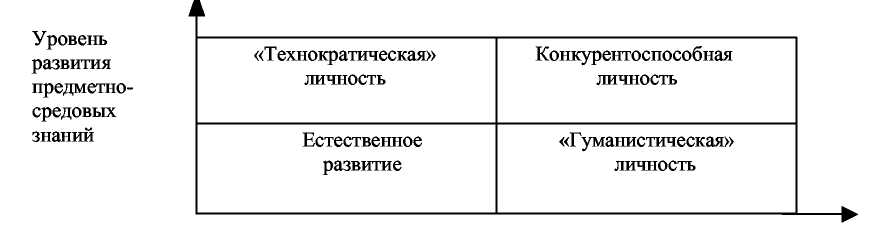 Уровень
развития
предметно-
средовых
знаний
«Технократическая»
личность
Конкурентоспособная
личность
Естественное
развитие
«Гуманистическая»
личность